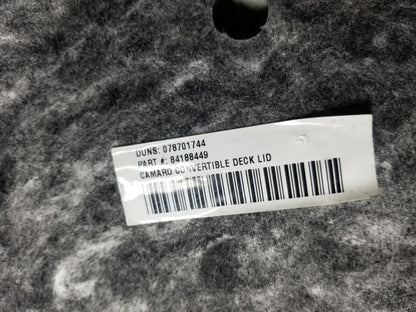 DUNS: 078701744
PART #: 84188449
CAMARO CONVERTIBLE DECK LID